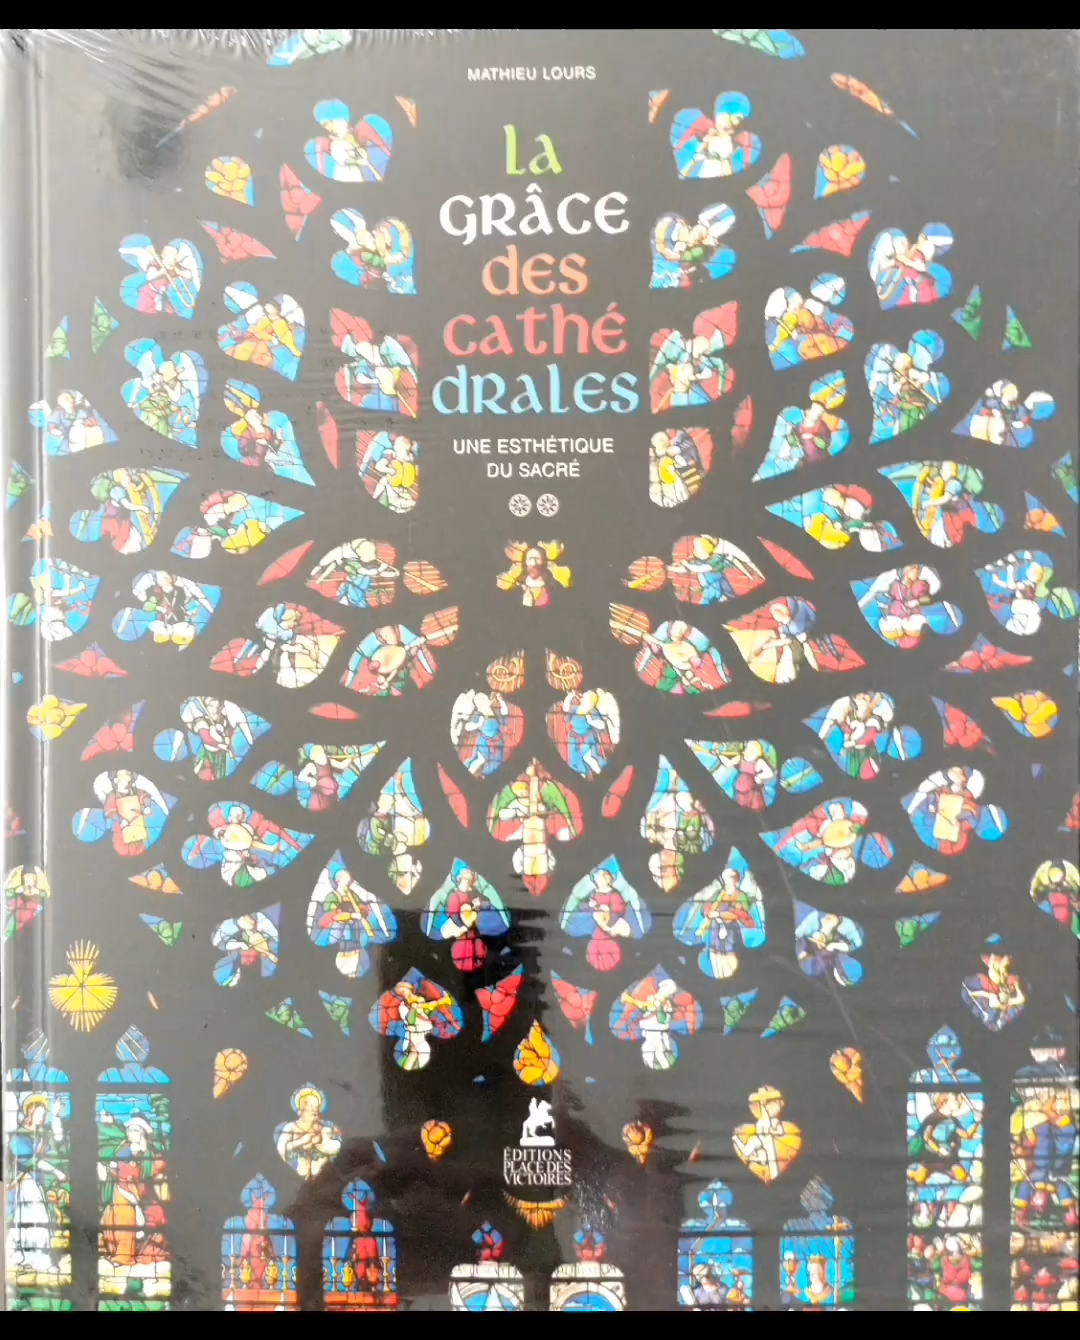 MATHIEU LOURS
La
GRÂCE
des
cathé
drales
UNE ESTHÉTIQUE
DU SACRÉ
ÉDITIONS
PLACE DES
VICTOIRES